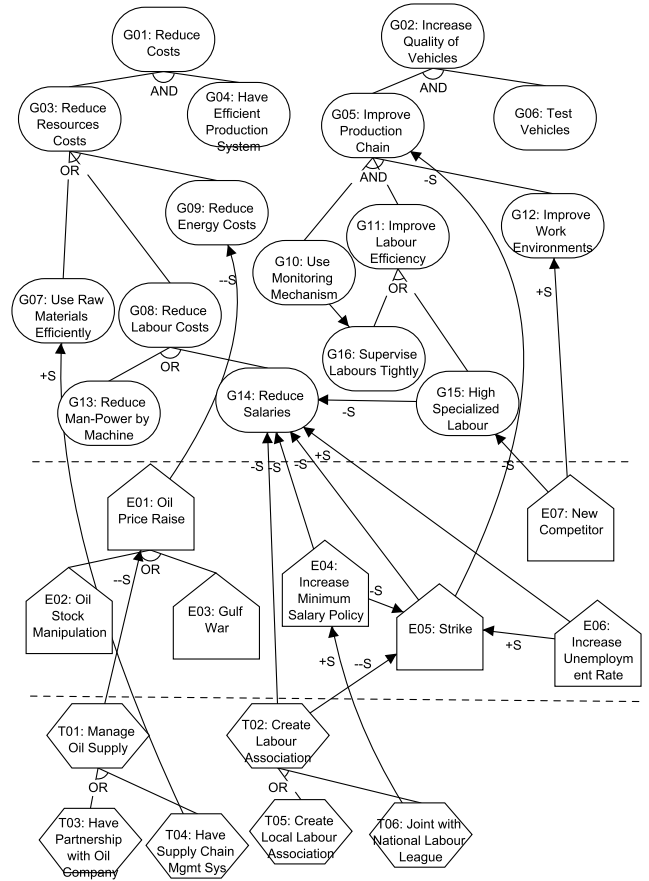 G01: Reduce
Costs
AND
G02: Increase
Quality of
Vehicles
AND
G03: Reduce
Resources
Costs
OR
G04: Have
Efficient
Production
System
G05: Improve
Production
Chain
AND
-S
G06: Test
Vehicles
G09: Reduce
Energy Costs
--S
G11: Improve
Labour
Efficiency
OR
G12: Improve
Work
Environments
+S
G10: Use
Monitoring
Mechanism
G07: Use Raw
Materials
Efficiently
+S
G08: Reduce
Labour Costs
OR
G16: Supervise
Labours Tightly
G13: Reduce
Man-Power by
Machine
G14: Reduce
Salaries
-S
G15: High
Specialized
Labour
-S
-S
-S
+S
-S
E01: Oil
Price Raise
OR
--S
E07: New
Competitor
E02: Oil
Stock
Manipulation
E03: Gulf
War
E04:
Increase
Minimum
Salary Policy
-S
E05: Strike
+S
E06:
Increase
Unemploym
ent Rate
+S
--S
T01: Manage
Oil Supply
OR
T02: Create
Labour
Association
OR
T03: Have
Partnership
with Oil
Company
T04: Have
Supply Chain
Mgmt Sys
T05: Create
Local Labour
Association
T06: Joint with
National Labour
League